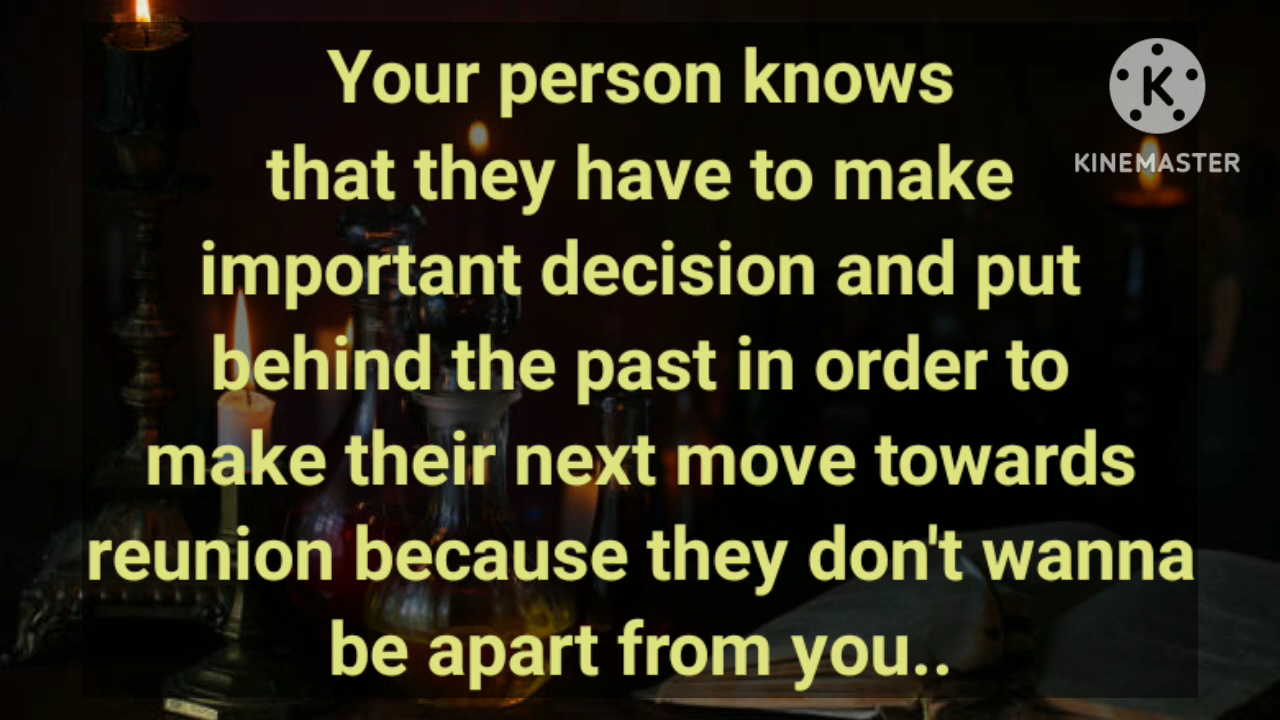 Your person knows
that they have to make
important decision and put
behind the past in order to
make their next move towards
reunion because they don't wanna
be apart from you..
K
KINEMASTER